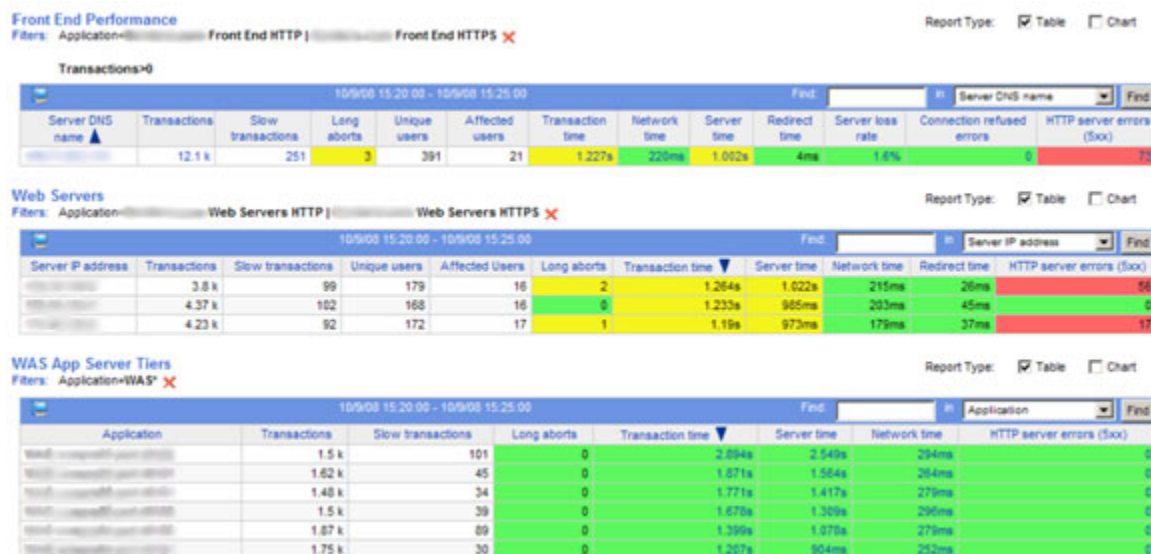 Front End Performance Report Type: Table Chart
Filters: Application= Front End HTTP | Front End HTTPS
Transactions>0
10/9/08 15:20:00 - 10/9/08 15:25:00 Find: in Server DNS name Find
Server DNS name Transactions Slow transactions Long aborts Unique users Affected users Transaction time Network time Server time Redirect time Server loss rate Connection refused errors HTTP server errors (5xx)
12.1 k 251 3 391 21 1.227s 220ms 1.002s 4ms 1.6% 0 73
Web Servers Report Type: Table Chart
Filters: Application= Web Servers HTTP | Web Servers HTTPS
10/9/08 15:20:00 - 10/9/08 15:25:00 Find: in Server IP address Find
Server IP address Transactions Slow transactions Unique users Affected Users Long aborts Transaction time Server time Network time Redirect time HTTP server errors (5xx)
3.8 k 99 179 16 2 1.264s 1.022s 215ms 26ms 56
4.37 k 102 168 16 0 1.233s 985ms 203ms 45ms 0
4.23 k 92 172 17 1 1.19s 973ms 179ms 37ms 17
WAS App Server Tiers Report Type: Table Chart
Filters: Application=WAS*
10/9/08 15:20:00 - 10/9/08 15:25:00 Find: in Application Find
Application Transactions Slow transactions Long aborts Transaction time Server time Network time HTTP server errors (5xx)
1.5 k 101 0 2.894s 2.549s 294ms 0
1.62 k 45 0 1.871s 1.564s 264ms 0
1.48 k 34 0 1.771s 1.417s 279ms 0
1.5 k 39 0 1.678s 1.309s 296ms 0
1.87 k 89 0 1.399s 1.078s 279ms 0
1.75 k 30 0 1.207s 904ms 252ms 0